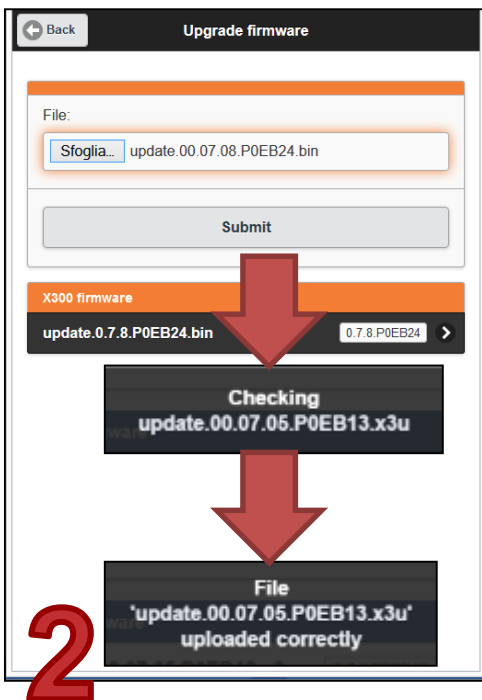 Back
Upgrade firmware
File:
Sfoglia... update.00.07.08.P0EB24.bin
Submit
X300 firmware
update.0.7.8.P0EB24.bin 0.7.8.P0EB24
Checking
update.00.07.05.P0EB13.x3u
File
'update.00.07.05.P0EB13.x3u'
uploaded correctly
2